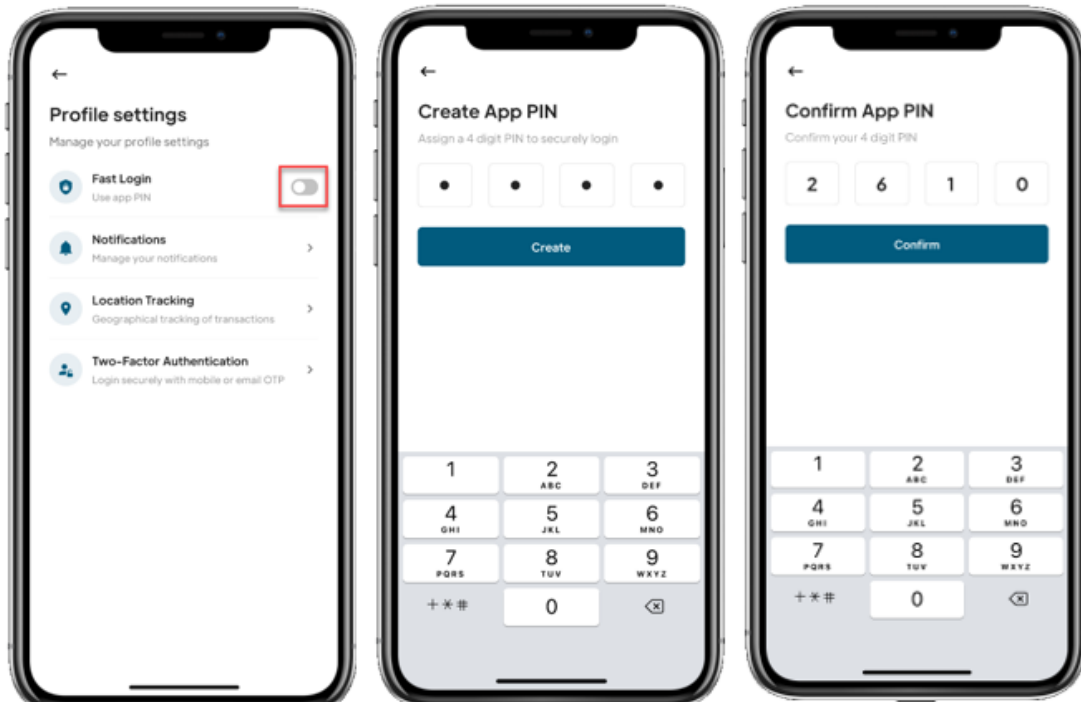 Profile settings
Manage your profile settings
Fast Login
Use app PIN
Notifications
Manage your notifications
Location Tracking
Geographical tracking of transactions
Two-Factor Authentication
Login securely with mobile or email OTP
Create App PIN
Assign a 4 digit PIN to securely login
Create
1 2 3
ABC DEF
4 5 6
GHI JKL MNO
7 8 9
PQRS TUV WXYZ
+*# 0
Confirm App PIN
Confirm your 4 digit PIN
2 6 1 0
Confirm
1 2 3
ABC DEF
4 5 6
GHI JKL MNO
7 8 9
PQRS TUV WXYZ
+*# 0